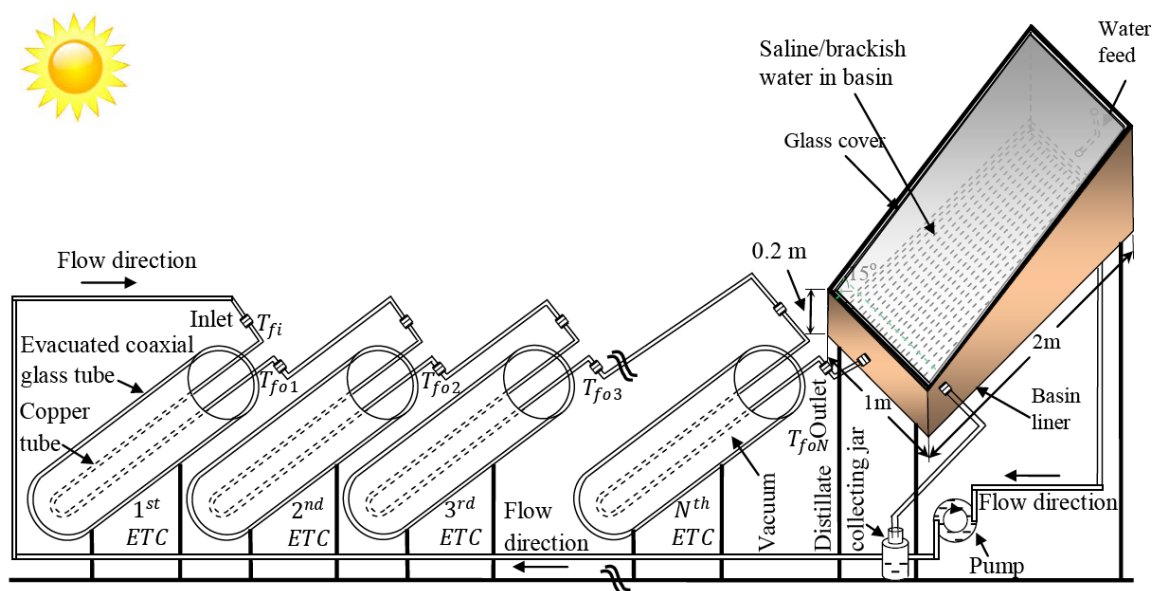 Saline/brackish
water in basin
Water
feed
Glass cover
0.2 m
15°
Flow direction
Inlet
T_fi
Evacuated coaxial
glass tube
Copper
tube
T_fo1
T_fo2
T_fo3
T_foN
Outlet
2m
1m
Basin
liner
1st
ETC
2nd
ETC
3rd
ETC
Nth
ETC
Flow
direction
Vacuum
Distillate
collecting jar
Flow direction
Pump